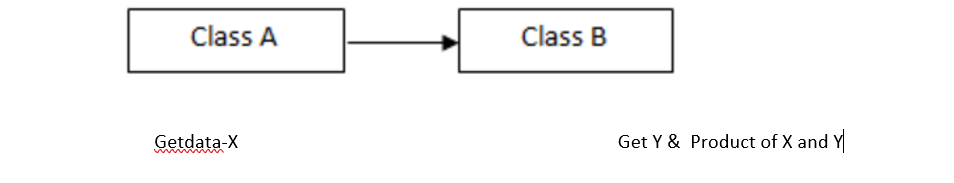 Class A Class B
Getdata-X Get Y & Product of X and Y